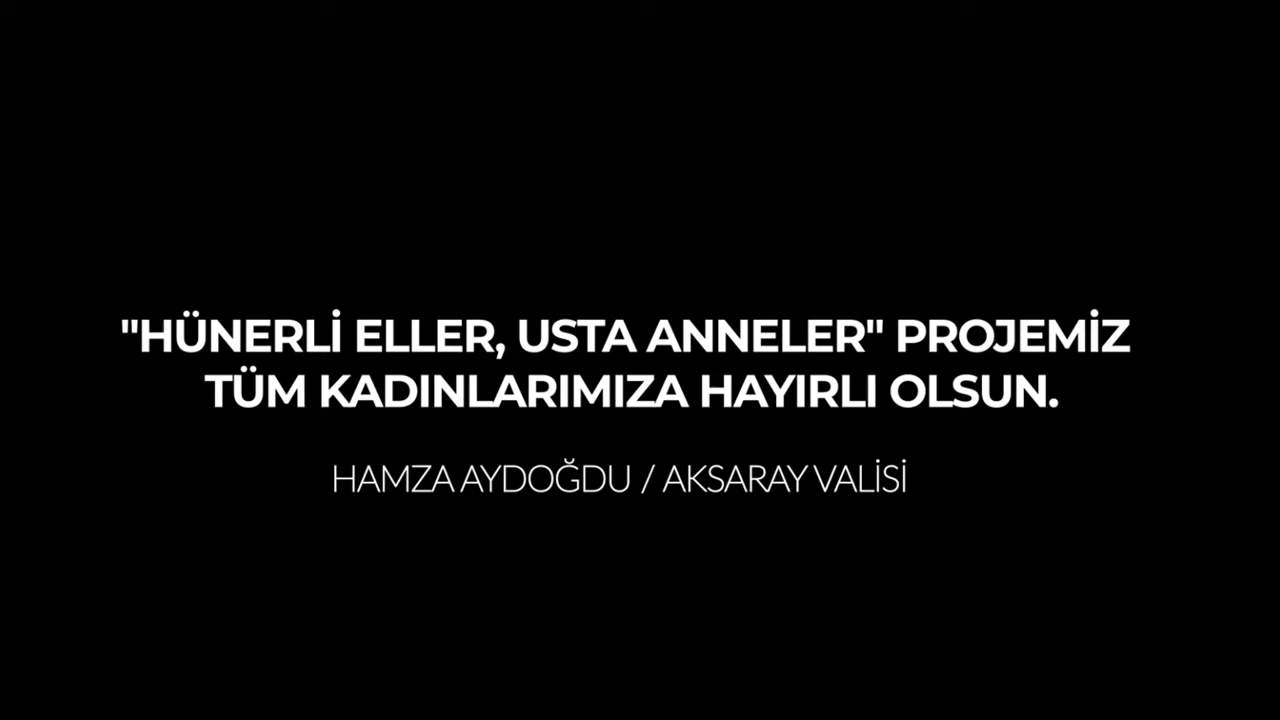 "HÜNERLİ ELLER, USTA ANNELER" PROJEMİZ
TÜM KADINLARIMIZA HAYIRLI OLSUN.
HAMZA AYDOĞDU / AKSARAY VALİSİ